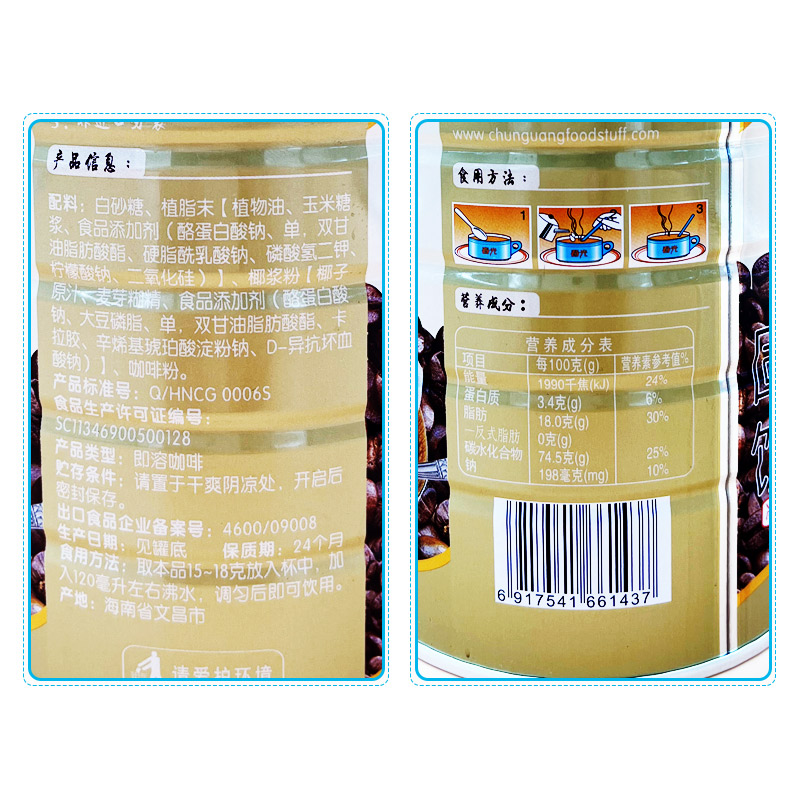 产品信息：
配料：白砂糖、植脂末【植物油、玉米糖
浆、食品添加剂（酪蛋白酸钠、单，双甘
油脂肪酸酯、硬脂酰乳酸钠、磷酸氢二钾、
柠檬酸钠、二氧化硅）】、椰浆粉【椰子
原汁、麦芽糊精、食品添加剂（酪蛋白酸
钠、大豆磷脂、单，双甘油脂肪酸酯、卡
拉胶、辛烯基琥珀酸淀粉钠、D-异抗坏血
酸钠）】、咖啡粉。
产品标准号：Q/HNCG 0006S
食品生产许可证编号：
SC11346900500128
产品类型：即溶咖啡
贮存条件：请置于干爽阴凉处，开启后
密封保存。
出口食品企业备案号：4600/09008
生产日期：见罐底 保质期：24个月
食用方法：取本品15~18克放入杯中，加
入120毫升左右沸水，调匀后即可饮用。
产地：海南省文昌市
请爱护环境
www.chunguangfoodstuff.com
食用方法：
1 2 3
春光 春光 春光
营养成分：
营养成分表
项目 每100克(g) 营养素参考值%
能量 1990千焦(kJ) 24%
蛋白质 3.4克(g) 6%
脂肪 18.0克(g) 30%
—反式脂肪 0克(g)
碳水化合物 74.5克(g) 25%
钠 198毫克(mg) 10%
6 917541 661437